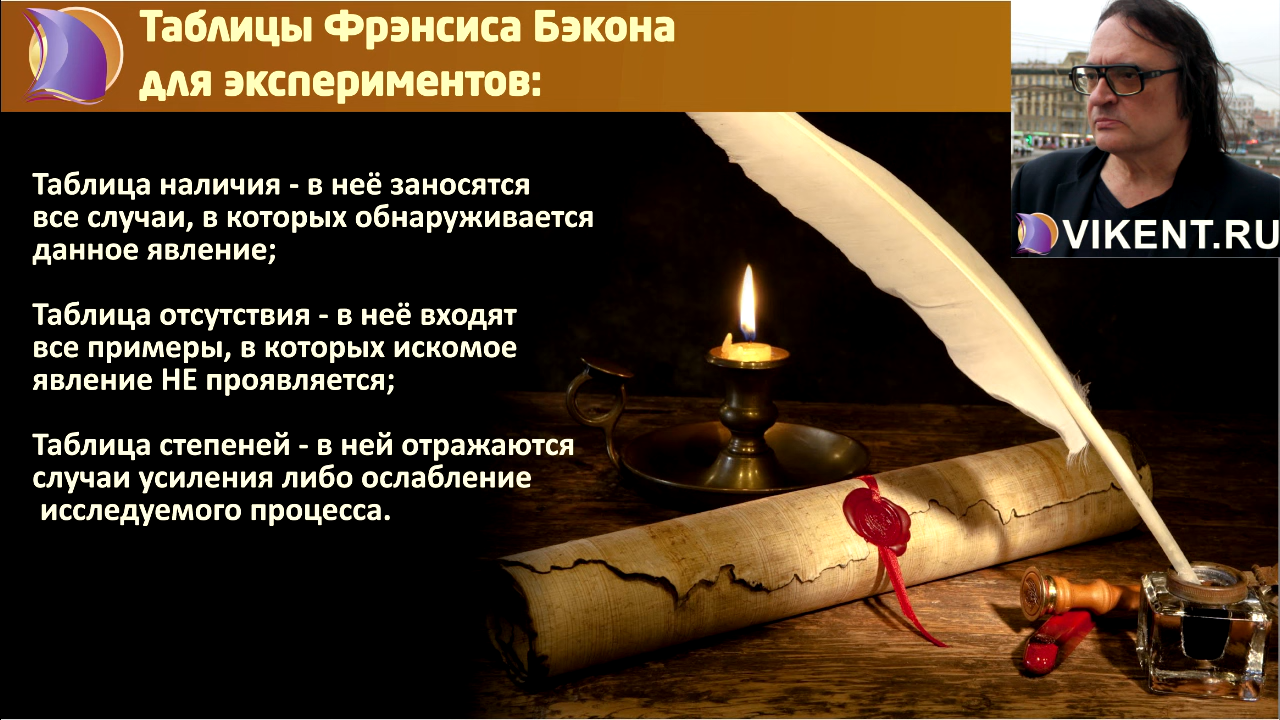 Таблицы Фрэнсиса Бэкона
для экспериментов:
VIKENT.RU
Таблица наличия - в неё заносятся
все случаи, в которых обнаруживается
данное явление;
Таблица отсутствия - в неё входят
все примеры, в которых искомое
явление НЕ проявляется;
Таблица степеней - в ней отражаются
случаи усиления либо ослабление
исследуемого процесса.